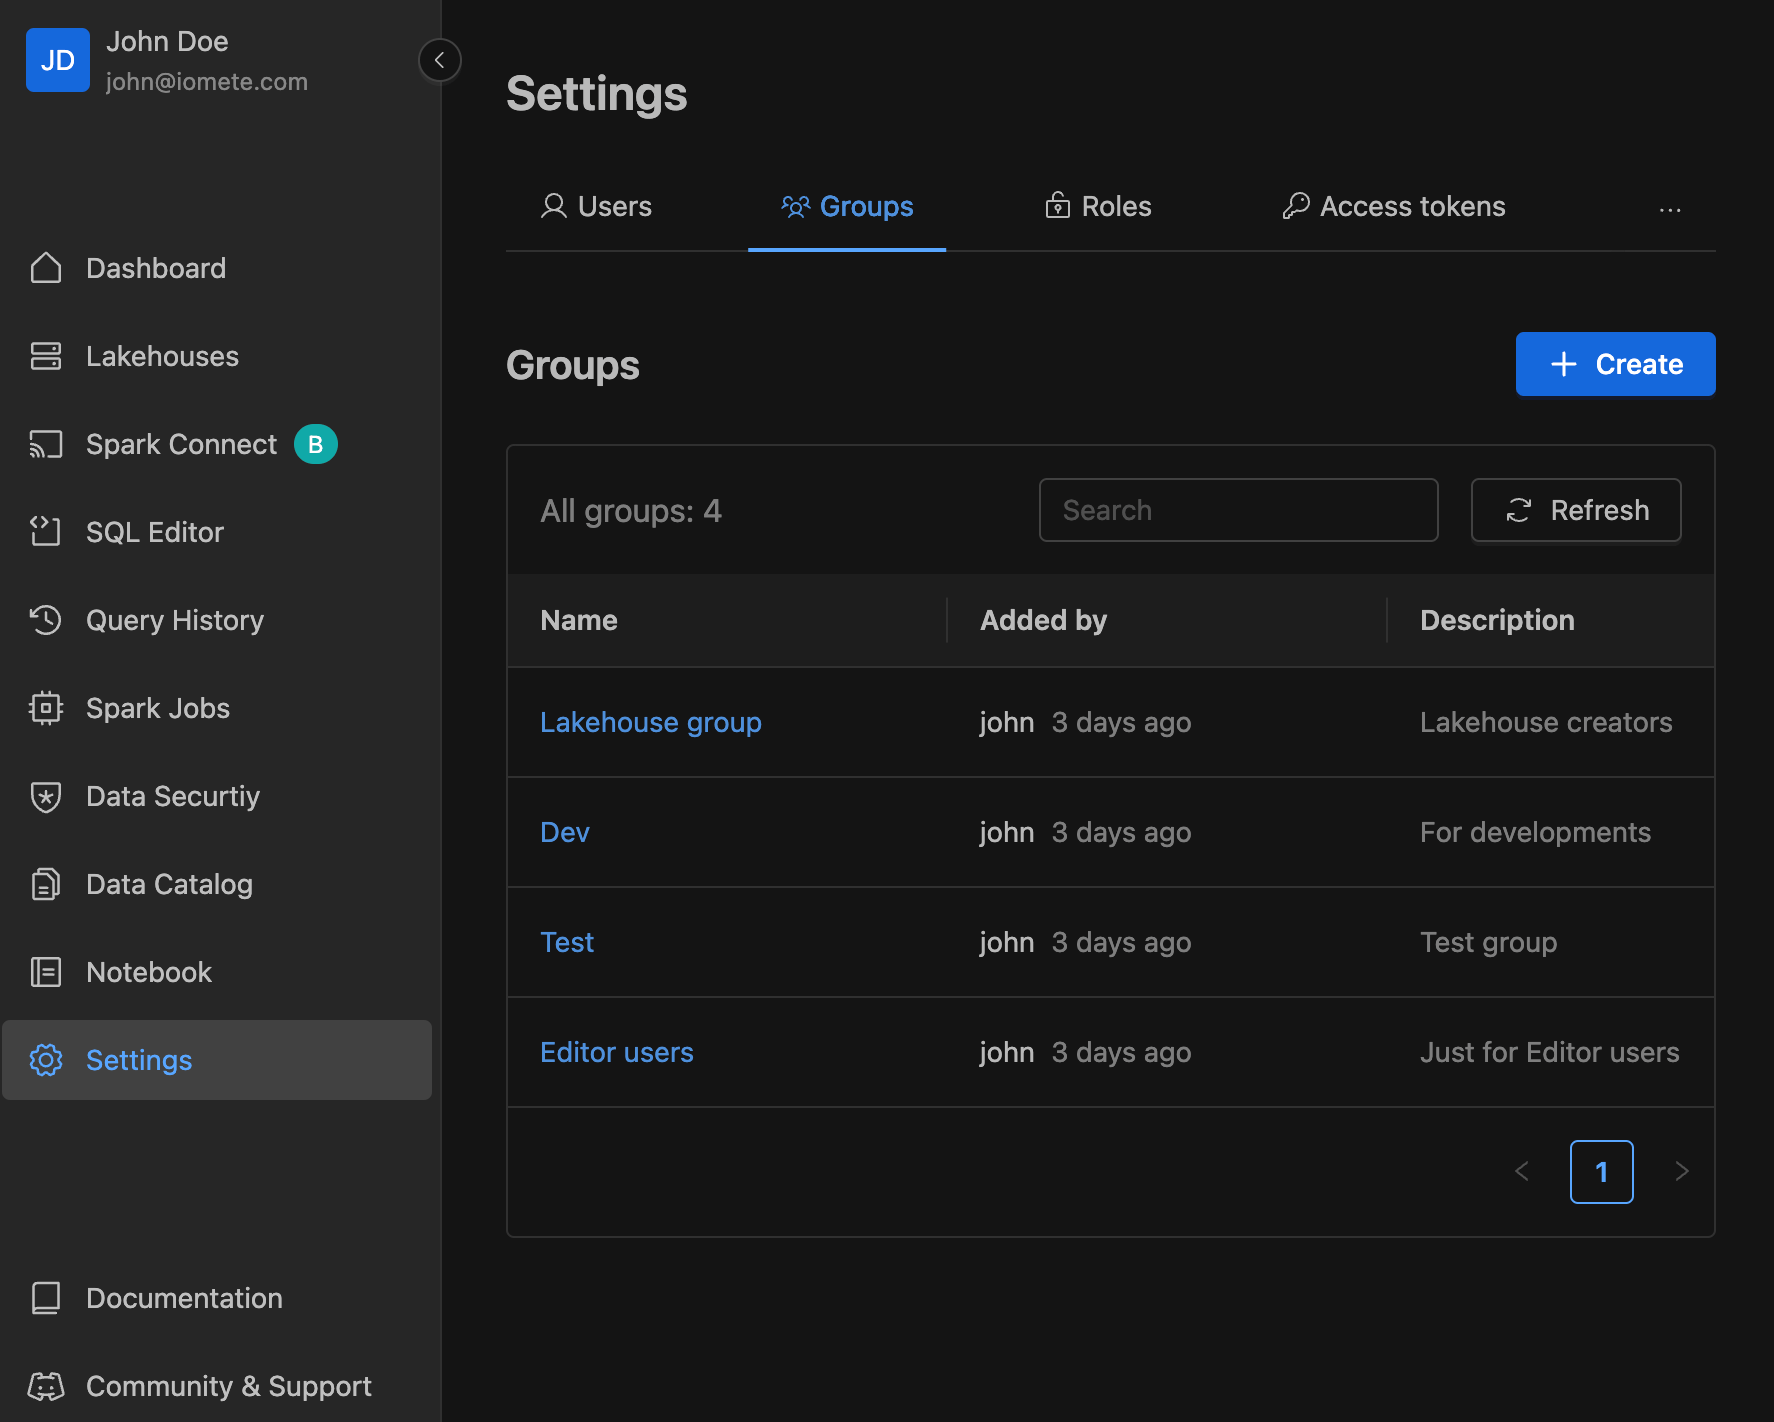 JD
John Doe
john@iomete.com
Dashboard
Lakehouses
Spark Connect B
SQL Editor
Query History
Spark Jobs
Data Securtiy
Data Catalog
Notebook
Settings
Documentation
Community & Support
Settings
Users Groups Roles Access tokens ...
Groups
+ Create
All groups: 4 Search Refresh
Name Added by Description
Lakehouse group john 3 days ago Lakehouse creators
Dev john 3 days ago For developments
Test john 3 days ago Test group
Editor users john 3 days ago Just for Editor users
< 1 >